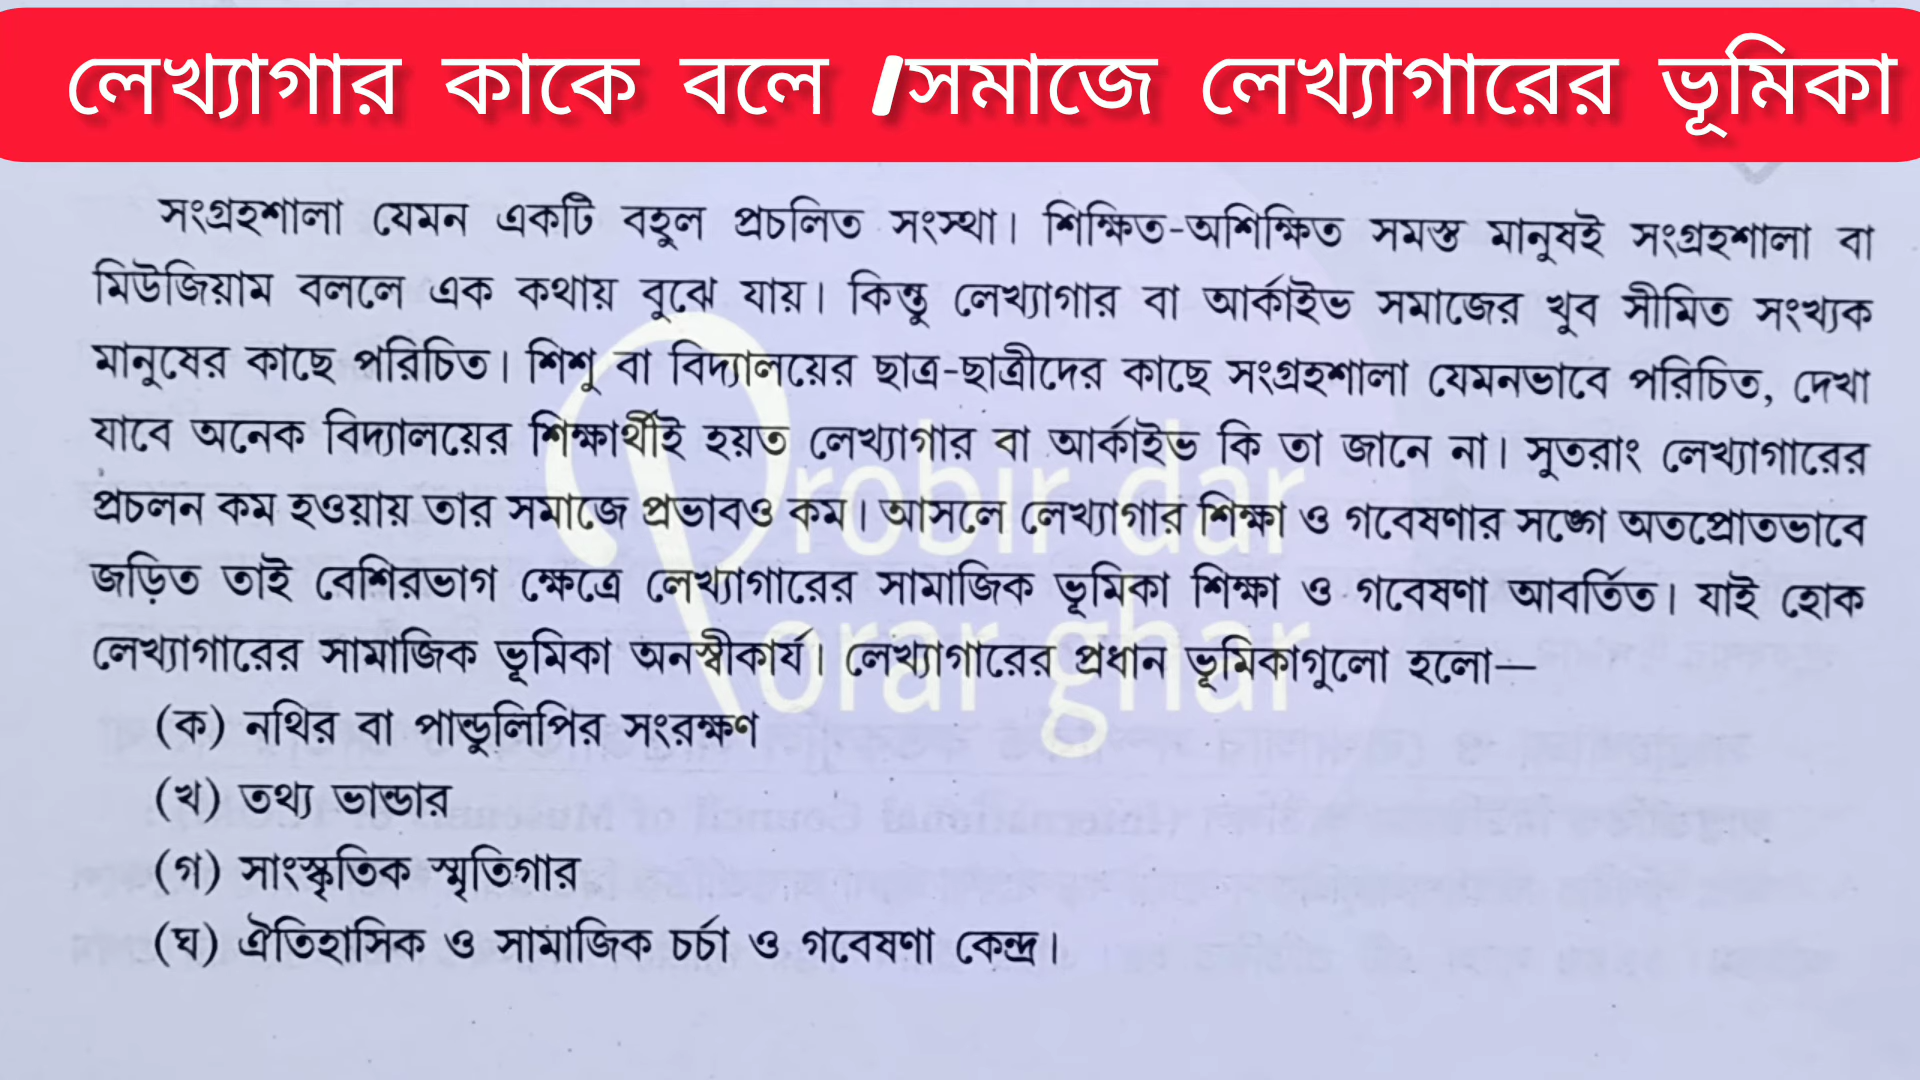 লেখ্যাগার কাকে বলে /সমাজে লেখ্যাগারের ভূমিকা
সংগ্রহশালা যেমন একটি বহুল প্রচলিত সংস্থা। শিক্ষিত-অশিক্ষিত সমস্ত মানুষই সংগ্রহশালা বা
মিউজিয়াম বললে এক কথায় বুঝে যায়। কিন্তু লেখ্যাগার বা আর্কাইভ সমাজের খুব সীমিত সংখ্যক
মানুষের কাছে পরিচিত। শিশু বা বিদ্যালয়ের ছাত্র-ছাত্রীদের কাছে সংগ্রহশালা যেমনভাবে পরিচিত, দেখা
যাবে অনেক বিদ্যালয়ের শিক্ষার্থীই হয়ত লেখ্যাগার বা আর্কাইভ কি তা জানে না। সুতরাং লেখ্যাগারের
প্রচলন কম হওয়ায় তার সমাজে প্রভাবও কম। আসলে লেখ্যাগার শিক্ষা ও গবেষণার সঙ্গে অতপ্রোতভাবে
জড়িত তাই বেশিরভাগ ক্ষেত্রে লেখ্যাগারের সামাজিক ভূমিকা শিক্ষা ও গবেষণা আবর্তিত। যাই হোক
লেখ্যাগারের সামাজিক ভূমিকা অনস্বীকার্য। লেখ্যাগারের প্রধান ভূমিকাগুলো হলো—
(ক) নথির বা পান্ডুলিপির সংরক্ষণ
(খ) তথ্য ভান্ডার
(গ) সাংস্কৃতিক স্মৃতিগার
(ঘ) ঐতিহাসিক ও সামাজিক চর্চা ও গবেষণা কেন্দ্র।
Probir dar
Porar ghar